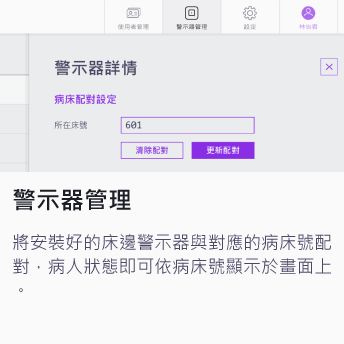 使用者管理 警示器管理 設定 林佑君
警示器詳情
病床配對設定
所在床號 601
清除配對 更新配對
警示器管理
將安裝好的床邊警示器與對應的病床號配
對，病人狀態即可依病床號顯示於畫面上
。